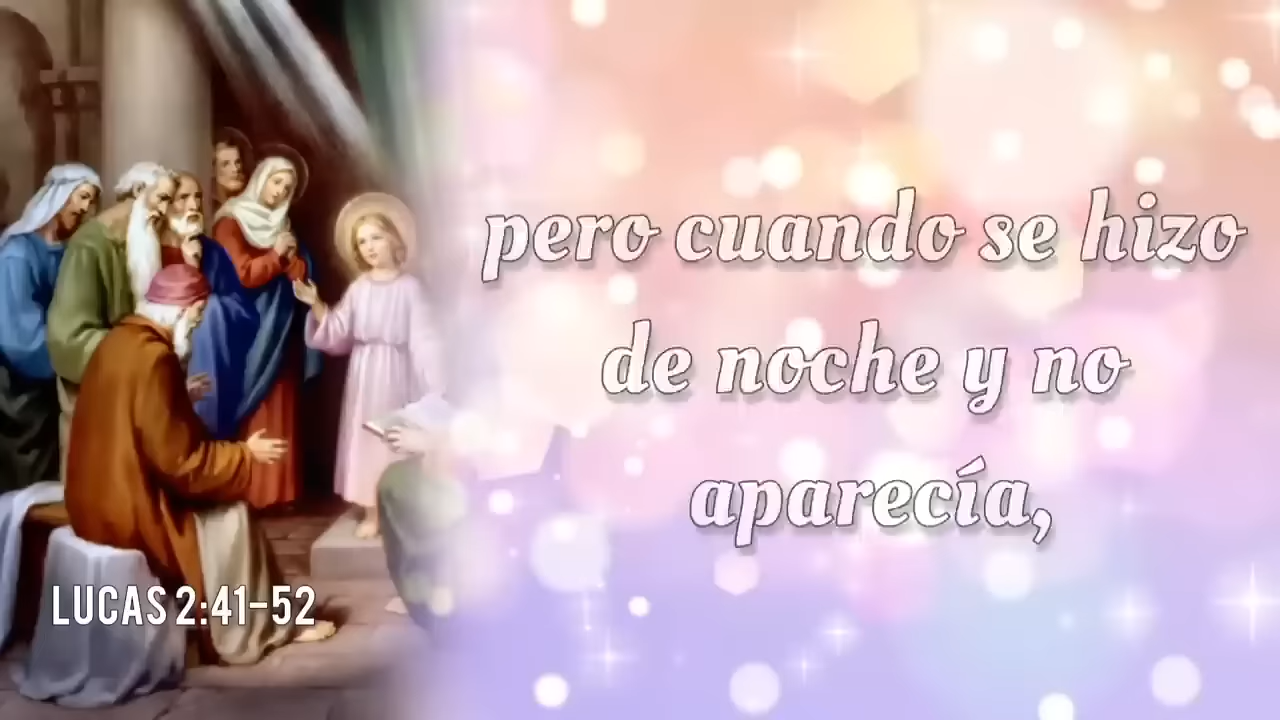 pero cuando se hizo
de noche y no
aparecía,
LUCAS 2:41-52